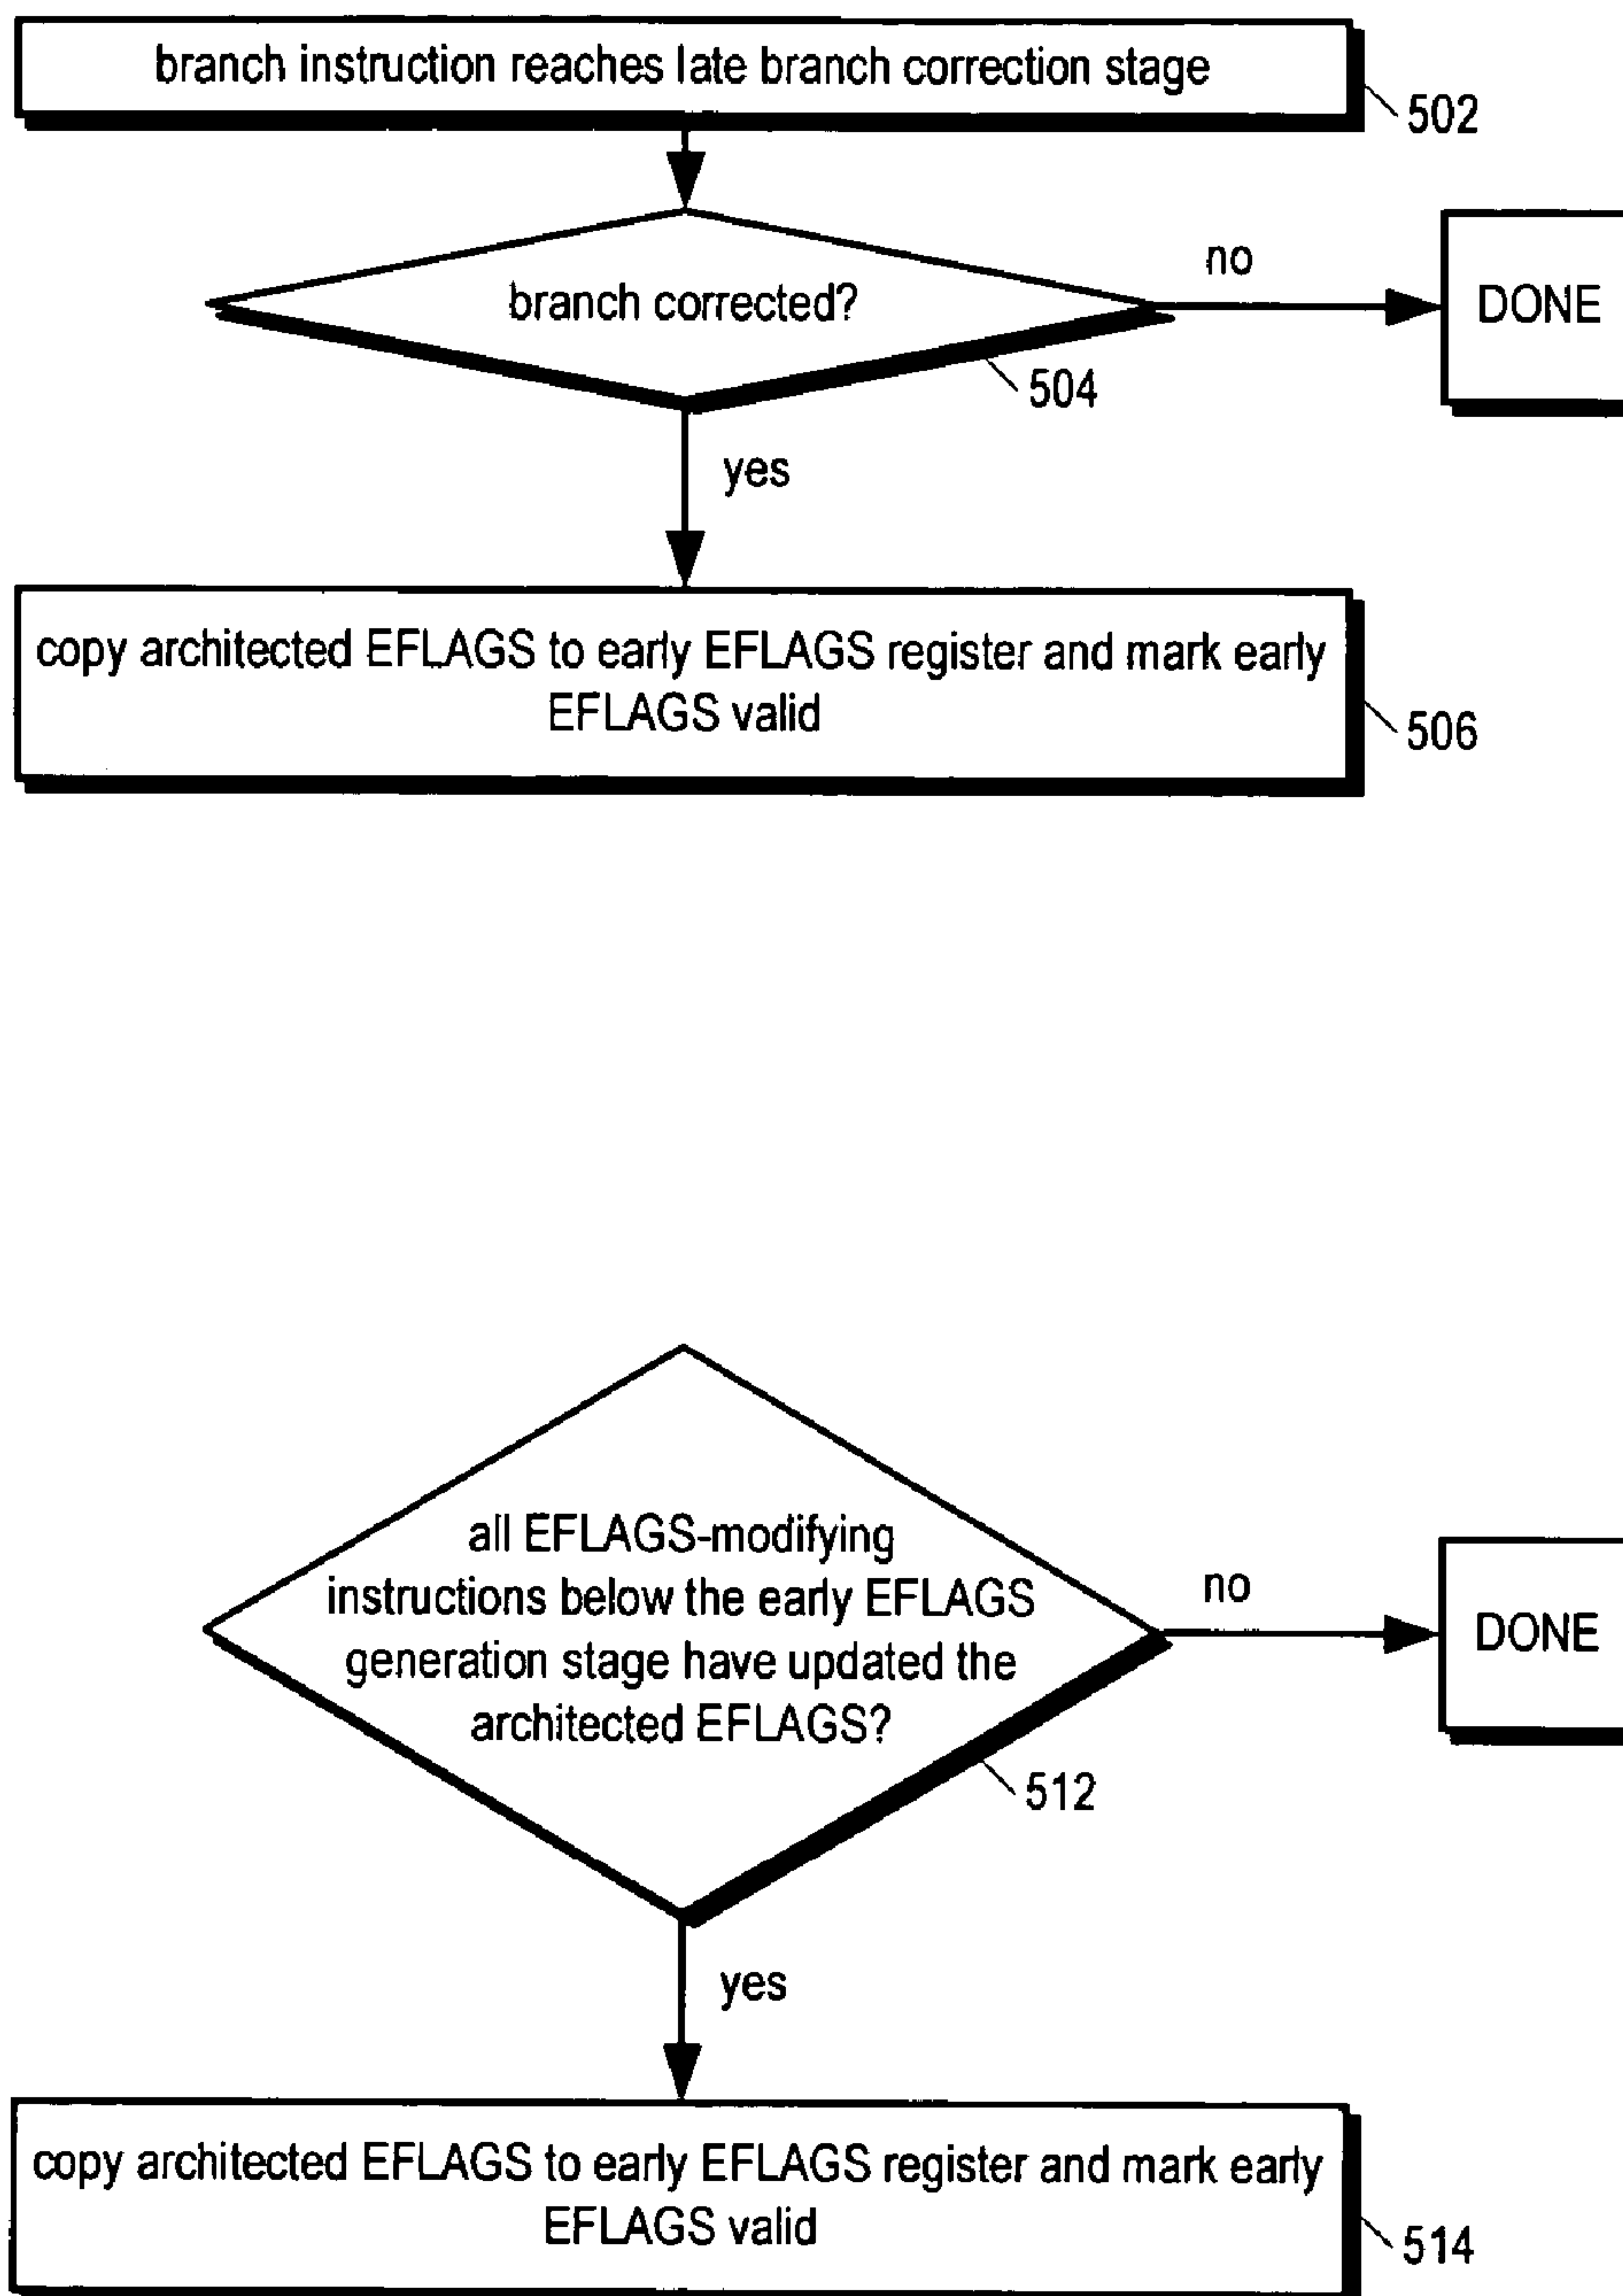 branch instruction reaches late branch correction stage
502
no
branch corrected?
DONE
504
yes
copy architected EFLAGS to early EFLAGS register and mark early
EFLAGS valid
506
all EFLAGS-modifying
instructions below the early EFLAGS
generation stage have updated the
architected EFLAGS?
no
DONE
512
yes
copy architected EFLAGS to early EFLAGS register and mark early
EFLAGS valid
514